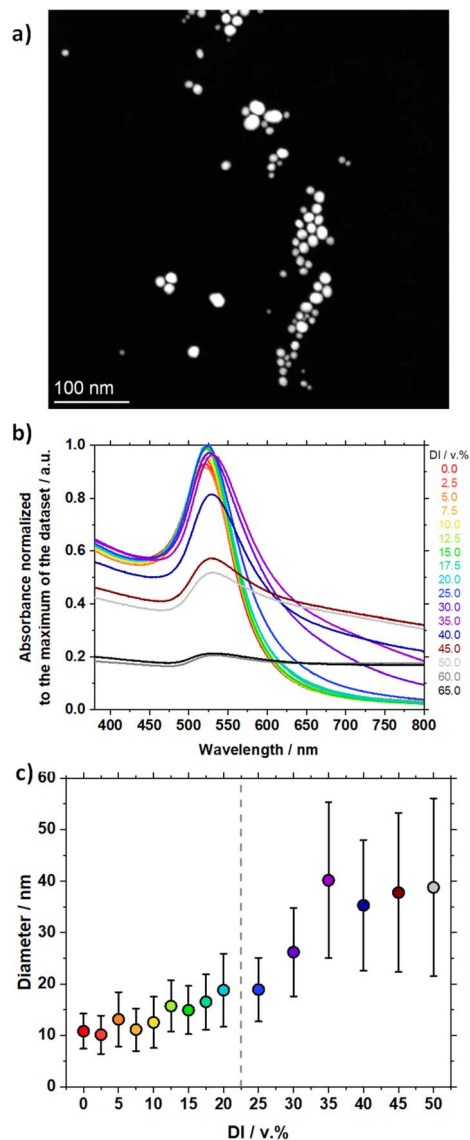 a)
100 nm
b)
Absorbance normalized
to the maximum of the dataset / a.u.
1.0
0.8
0.6
0.4
0.2
0.0
400 450 500 550 600 650 700 750 800
Wavelength / nm
DI / v.%
0.0
2.5
5.0
7.5
10.0
12.5
15.0
17.5
20.0
25.0
30.0
35.0
40.0
45.0
50.0
60.0
65.0
c)
Diameter / nm
60
50
40
30
20
10
0
0 5 10 15 20 25 30 35 40 45 50
DI / v.%